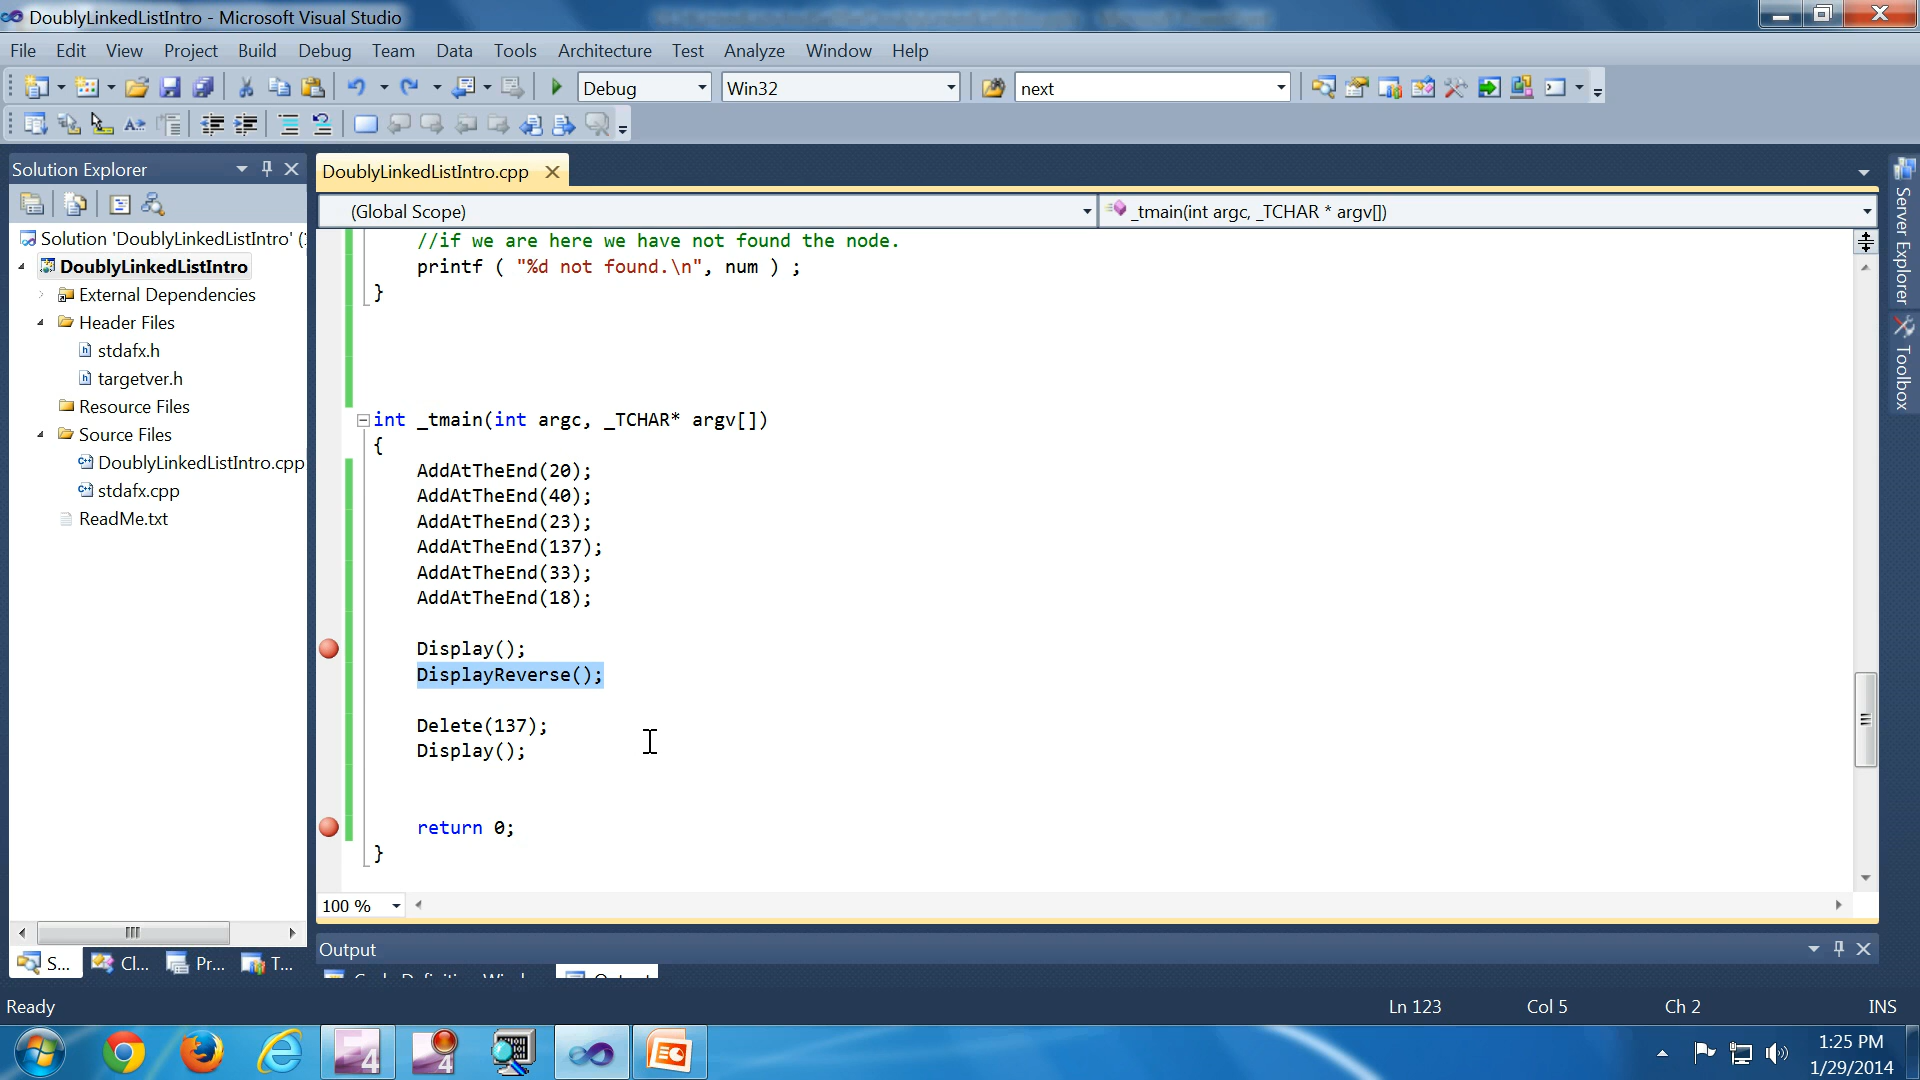 DoublyLinkedListIntro - Microsoft Visual Studio
File Edit View Project Build Debug Team Data Tools Architecture Test Analyze Window Help
Debug Win32 next
Solution Explorer
DoublyLinkedListIntro.cpp
(Global Scope)
_tmain(int argc, _TCHAR * argv[])
Solution 'DoublyLinkedListIntro' (
DoublyLinkedListIntro
External Dependencies
Header Files
stdafx.h
targetver.h
Resource Files
Source Files
DoublyLinkedListIntro.cpp
stdafx.cpp
ReadMe.txt
//if we are here we have not found the node.
printf ( "%d not found.\n", num ) ;
}
int _tmain(int argc, _TCHAR* argv[])
{
AddAtTheEnd(20);
AddAtTheEnd(40);
AddAtTheEnd(23);
AddAtTheEnd(137);
AddAtTheEnd(33);
AddAtTheEnd(18);
Display();
DisplayReverse();
Delete(137);
Display();
return 0;
}
100 %
Server Explorer
Toolbox
S... Cl... Pr... T...
Output
Ready Ln 123 Col 5 Ch 2 INS
1:25 PM
1/29/2014